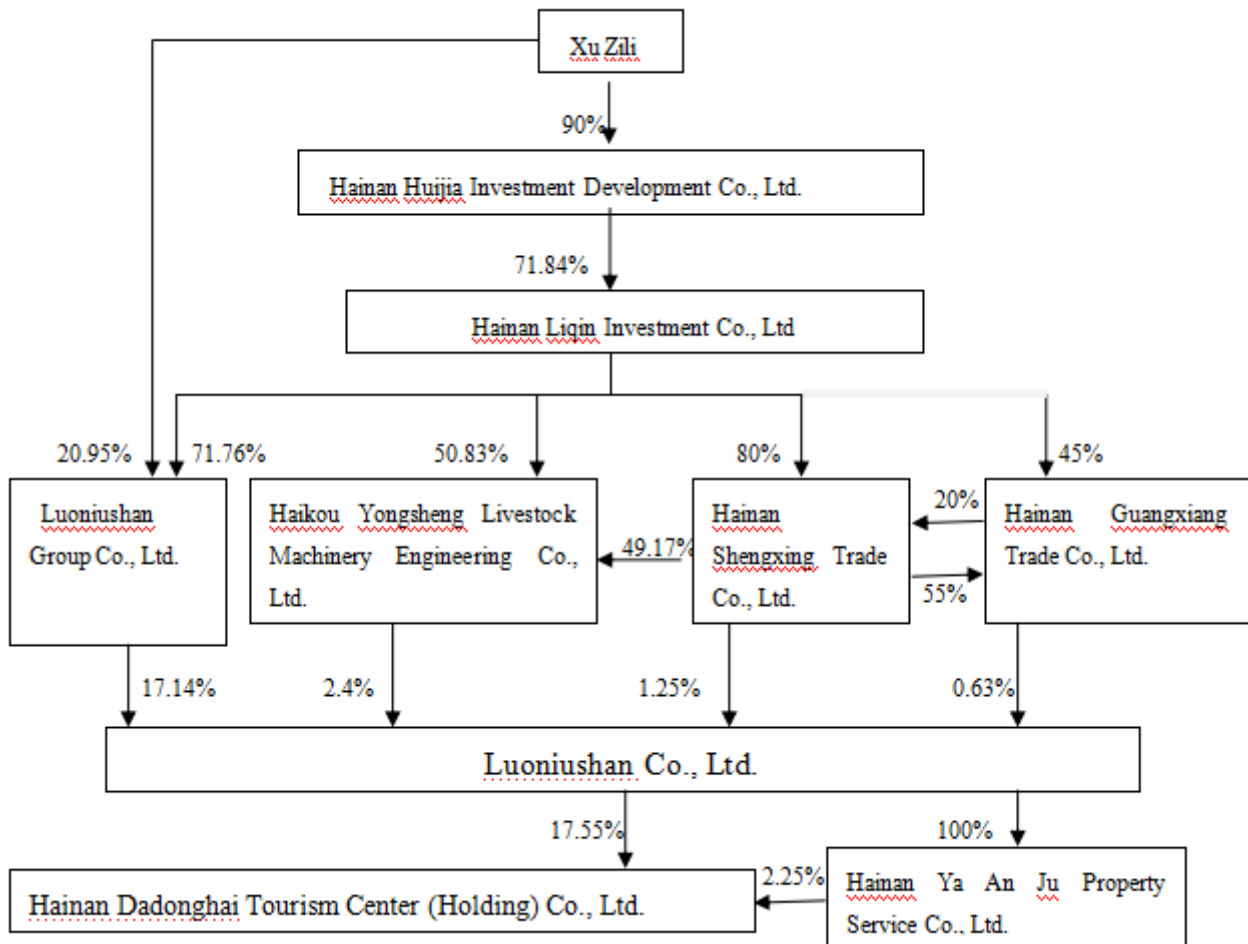 Xu Zili
90%
Hainan Huijia Investment Development Co., Ltd.
71.84%
Hainan Liqin Investment Co., Ltd
20.95%
71.76%
50.83%
80%
45%
Luoniushan
Group Co., Ltd.
Haikou Yongsheng Livestock
Machinery Engineering Co.,
Ltd.
49.17%
Hainan
Shengxing Trade
Co., Ltd.
20%
55%
Hainan Guangxiang
Trade Co., Ltd.
17.14%
2.4%
1.25%
0.63%
Luoniushan Co., Ltd.
17.55%
100%
Hainan Dadonghai Tourism Center (Holding) Co., Ltd.
2.25%
Hainan Ya An Ju Property
Service Co., Ltd.